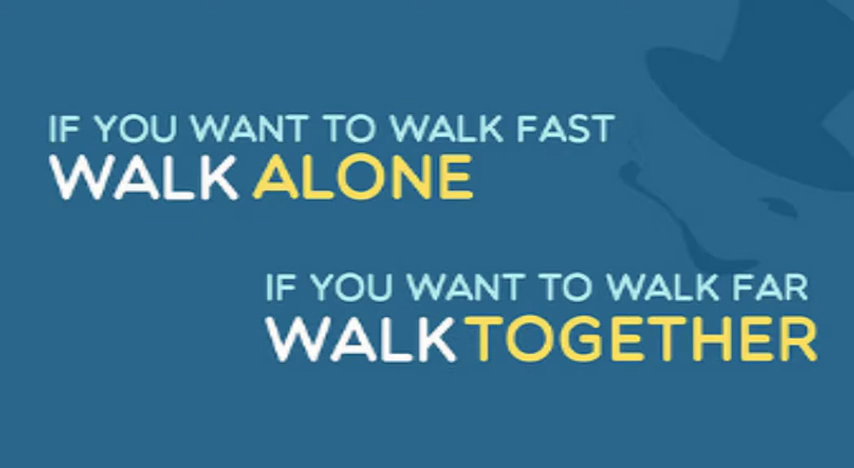 IF YOU WANT TO WALK FAST
WALK ALONE
IF YOU WANT TO WALK FAR
WALK TOGETHER